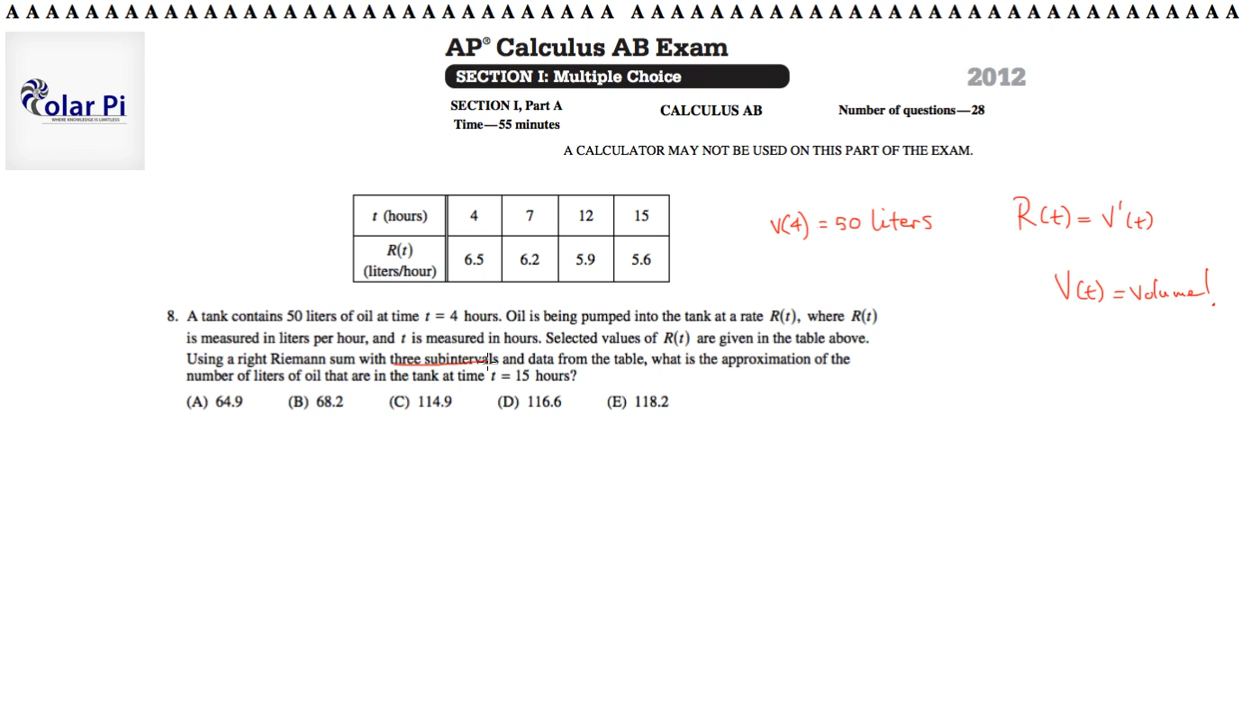 A A A A A A A A A A A A A A A A A A A A A A A A A A A A A A A A A A A A A A A A A A A A A A A A A A A A A A A A A A
olar Pi
WHERE KNOWLEDGE IS LIMITLESS
AP® Calculus AB Exam
SECTION I: Multiple Choice
2012
SECTION I, Part A
Time—55 minutes
CALCULUS AB
Number of questions—28
A CALCULATOR MAY NOT BE USED ON THIS PART OF THE EXAM.
t (hours) 4 7 12 15
R(t) (liters/hour) 6.5 6.2 5.9 5.6
V(4) = 50 liters
R(t) = V'(t)
V(t) = Volume!
8. A tank contains 50 liters of oil at time t = 4 hours. Oil is being pumped into the tank at a rate R(t), where R(t)
is measured in liters per hour, and t is measured in hours. Selected values of R(t) are given in the table above.
Using a right Riemann sum with three subintervals and data from the table, what is the approximation of the
number of liters of oil that are in the tank at time t = 15 hours?
(A) 64.9 (B) 68.2 (C) 114.9 (D) 116.6 (E) 118.2